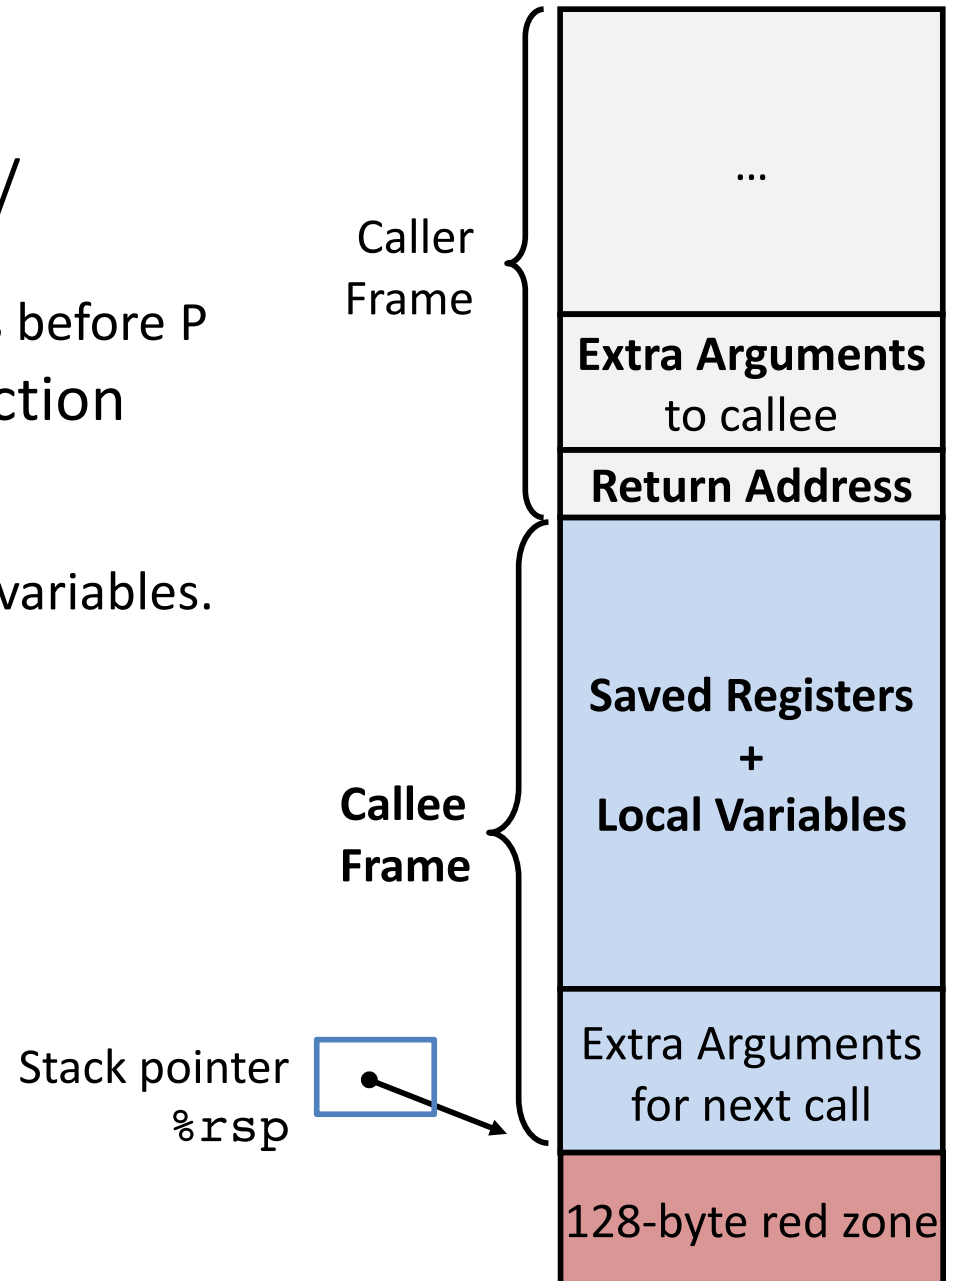 /
before P
ction
variables.
Caller
Frame
…
Extra Arguments
to callee
Return Address
Saved Registers
+
Local Variables
Callee
Frame
Stack pointer
%rsp
Extra Arguments
for next call
128-byte red zone